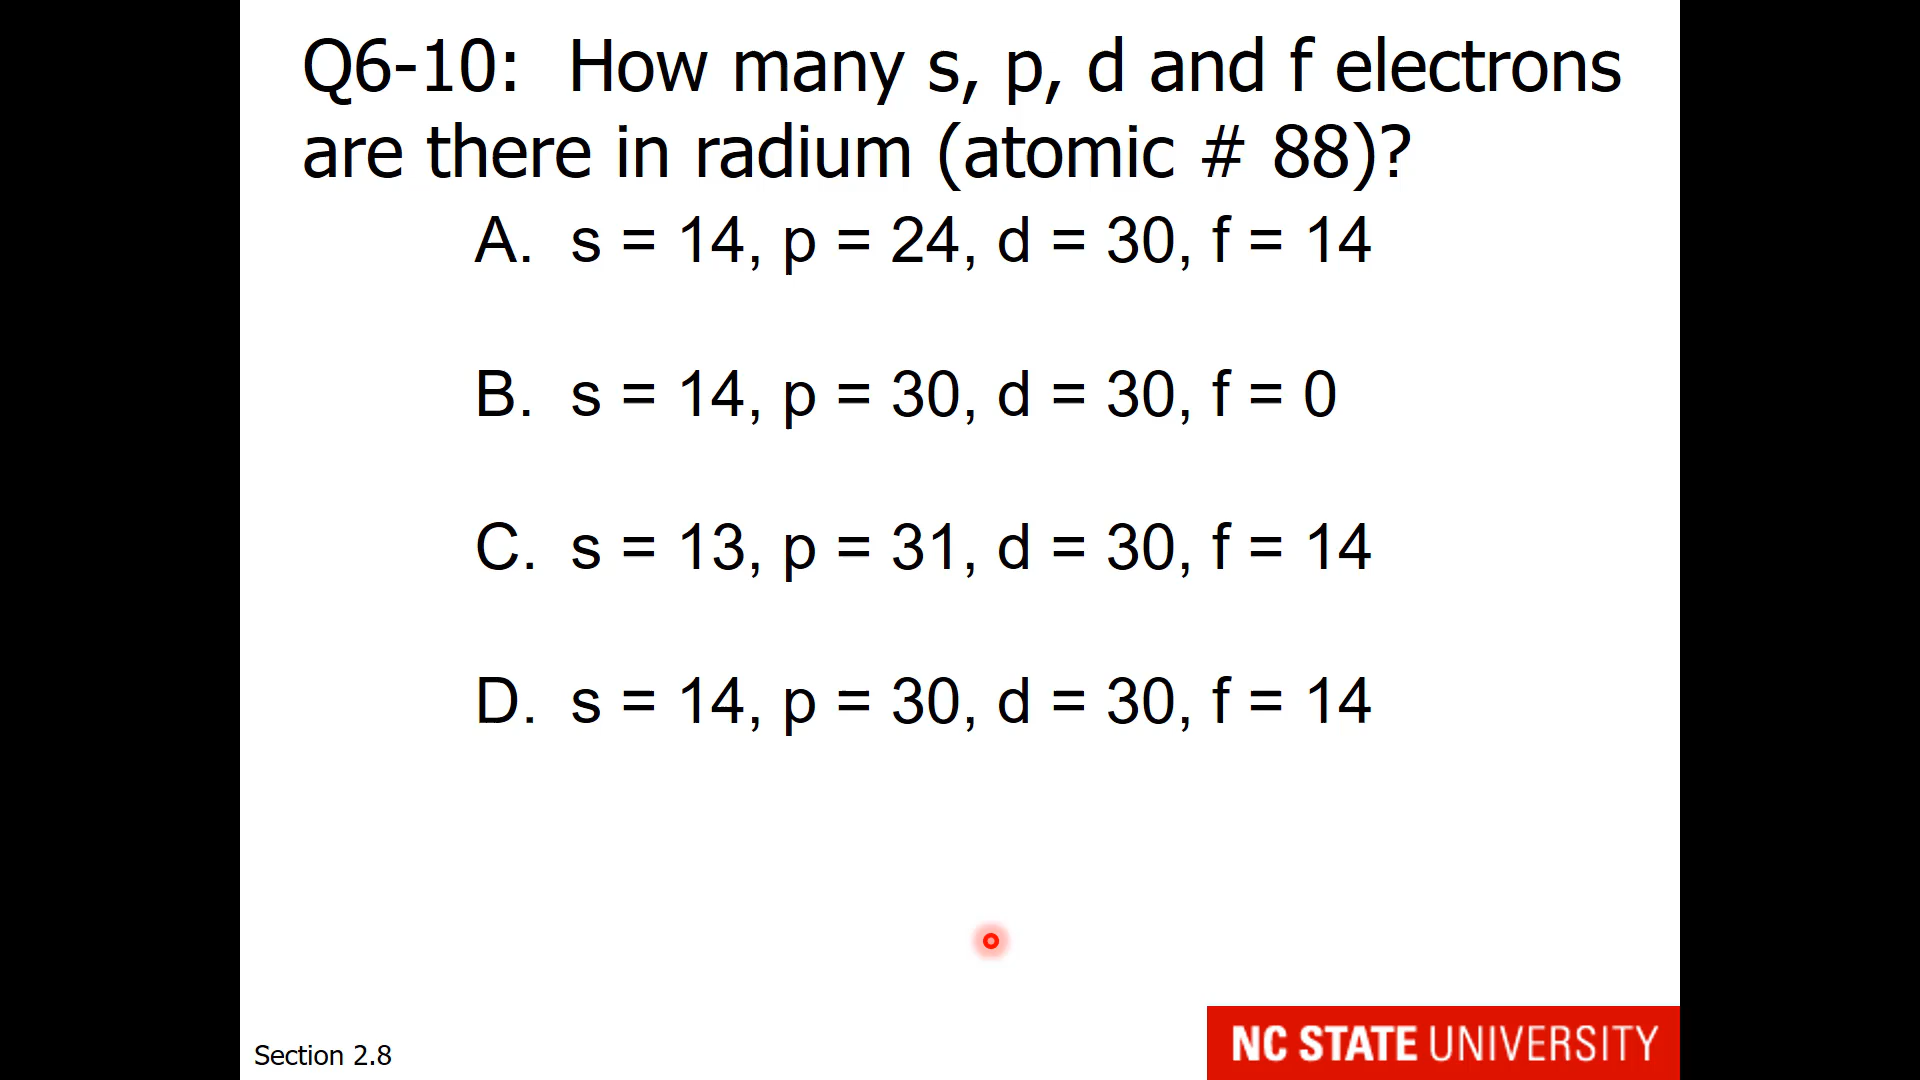 Q6-10: How many s, p, d and f electrons
are there in radium (atomic # 88)?
A. s = 14, p = 24, d = 30, f = 14
B. s = 14, p = 30, d = 30, f = 0
C. s = 13, p = 31, d = 30, f = 14
D. s = 14, p = 30, d = 30, f = 14
Section 2.8
NC STATE UNIVERSITY